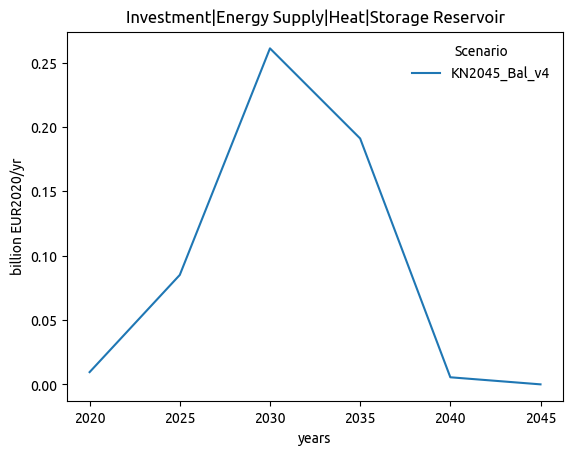 Investment|Energy Supply|Heat|Storage Reservoir
Scenario
KN2045_Bal_v4
billion EUR2020/yr
0.25
0.20
0.15
0.10
0.05
0.00
2020 2025 2030 2035 2040 2045
years